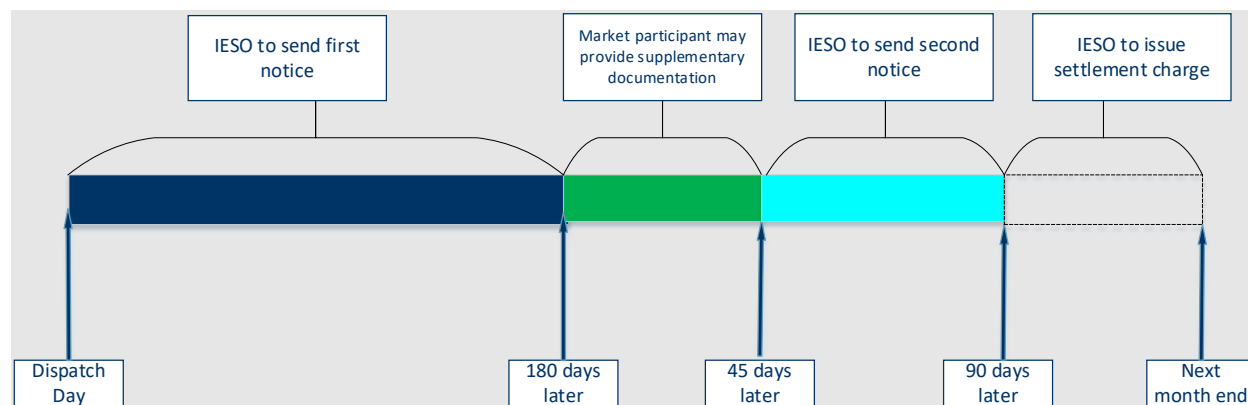 IESO to send first
notice
Market participant may
provide supplementary
documentation
IESO to send second
notice
IESO to issue
settlement charge
Dispatch
Day
180 days
later
45 days
later
90 days
later
Next
month end